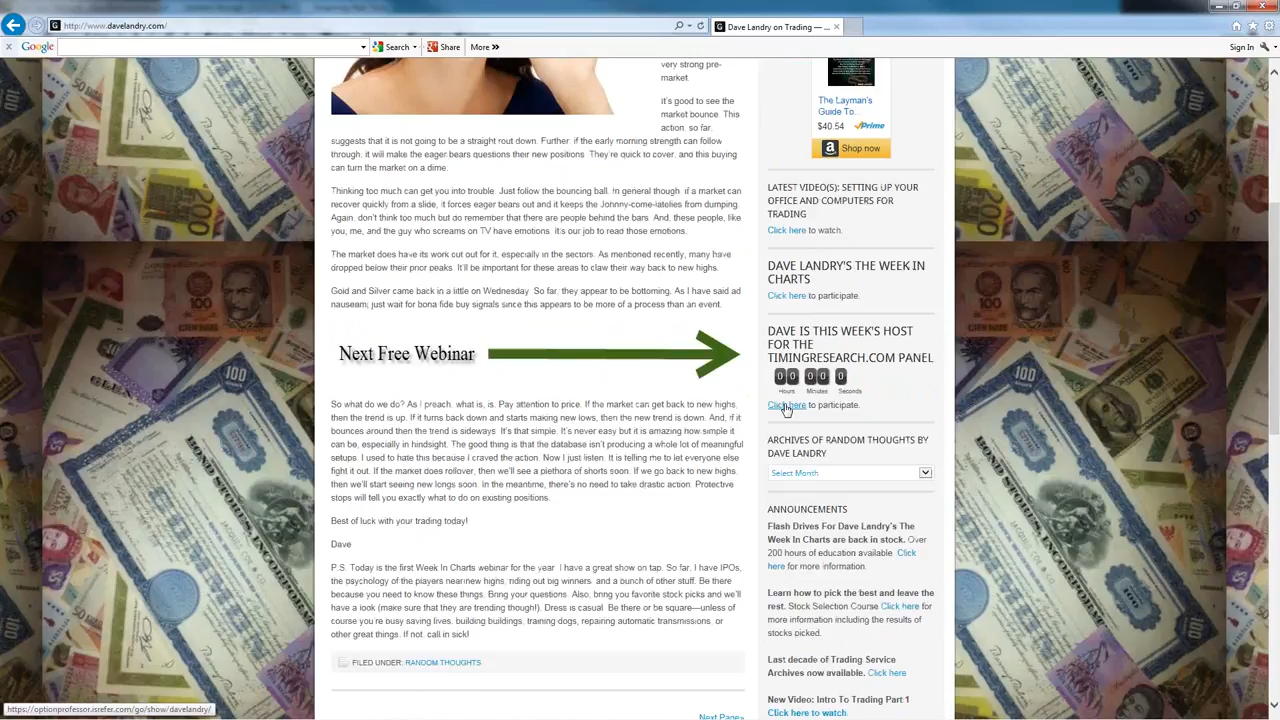 http://www.davelandry.com/
Dave Landry on Trading — ...
Google
Search
Share
More »
Sign In
very strong pre-
market.
it's good to see the
market bounce. This
action, so far,
suggests that it is not going to be a straight rout down. Further, if the early morning strength can follow
through, it will make the eager bears questions their new positions. They're quick to cover, and this buying
can turn the market on a dime.
Thinking too much can get you into trouble. Just follow the bouncing ball. In general though, if a market can
recover quickly from a slide, it forces eager bears out and it keeps the Johnny-come-latelies from dumping.
Again, don't think too much but do remember that there are people behind the bars. And, these people, like
you, me, and the guy who screams on TV have emotions. it's our job to read those emotions.
The market does have its work cut out for it, especially in the sectors. As mentioned recently, many have
dropped below their prior peaks. It'll be important for these areas to claw their way back to new highs.
Gold and Silver came back in a little on Wednesday. So far, they appear to be bottoming. As I have said ad
nauseum; just wait for bona fide buy signals since this appears to be more of a process than an event.
Next Free Webinar
So what do we do? As I preach, what is, is. Pay attention to price. If the market can get back to new highs,
then the trend is up. If it turns back down and starts making new lows, then the new trend is down. And, if it
bounces around then the trend is sideways. It's that simple. It's never easy but it is amazing how simple it
can be, especially in hindsight. The good thing is that the database isn't producing a whole lot of meaningful
setups. I used to hate this because I craved the action. Now I just listen. It is telling me to let everyone else
fight it out. If the market does rollover, then we'll see a plethora of shorts soon. If we go back to new highs,
then we'll start seeing new longs soon. In the meantime, there's no need to take drastic action. Protective
stops will tell you exactly what to do on existing positions.
Best of luck with your trading today!
Dave
P.S. Today is the first Week In Charts webinar for the year. I have a great show on tap. So far, I have IPOs,
the psychology of the players near new highs, riding out big winners, and a bunch of other stuff. Be there
because you need to know these things. Bring your questions. Also, bring you favorite stock picks and we'll
have a look (make sure that they are trending though!). Dress is casual. Be there or be square—unless of
course you're busy saving lives, building buildings, training dogs, repairing automatic transmissions, or
other great things. If not, call in sick!
FILED UNDER: RANDOM THOUGHTS
Next Page»
The Layman's
Guide To...
$40.54 Prime
Shop now
LATEST VIDEO(S): SETTING UP YOUR
OFFICE AND COMPUTERS FOR
TRADING
Click here to watch.
DAVE LANDRY'S THE WEEK IN
CHARTS
Click here to participate.
DAVE IS THIS WEEK'S HOST
FOR THE
TIMINGRESEARCH.COM PANEL
0 0 0 0 0
Hours Minutes Seconds
Click here to participate.
ARCHIVES OF RANDOM THOUGHTS BY
DAVE LANDRY
Select Month
ANNOUNCEMENTS
Flash Drives For Dave Landry's The
Week In Charts are back in stock. Over
200 hours of education available. Click
here for more information.
Learn how to pick the best and leave the
rest. Stock Selection Course Click here for
more information including the results of
stocks picked.
Last decade of Trading Service
Archives now available. Click here
New Video: Intro To Trading Part 1
Click here to watch.
https://optionprofessor.isrefer.com/go/show/davelandry/